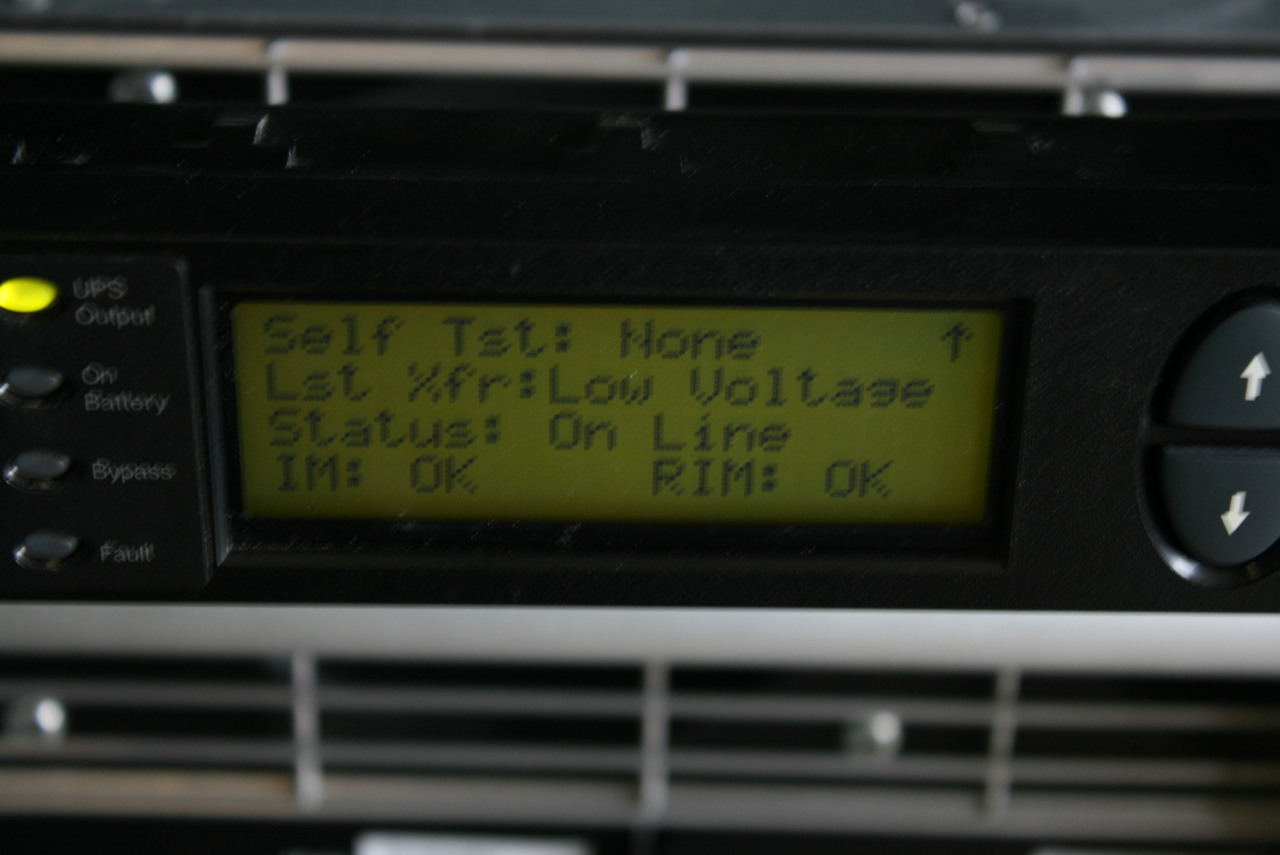 UPS
Output
On
Battery
Bypass
Fault
Self Tst: None ↑
Lst Xfr:Low Voltage
Status: On Line
IM: OK RIM: OK